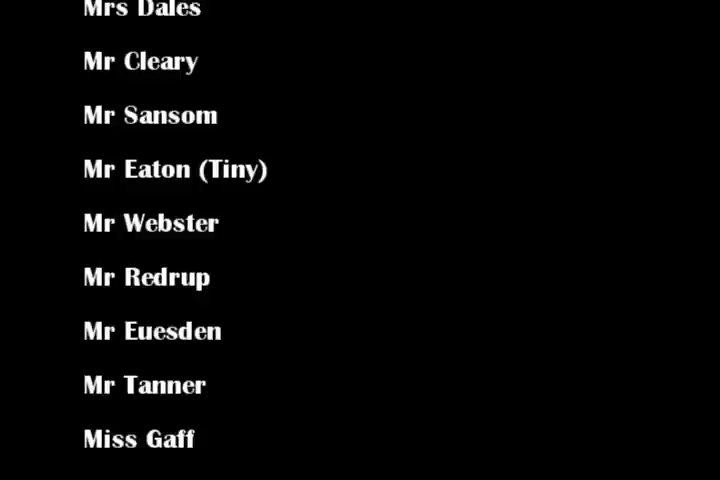 Mrs Dales
Mr Cleary
Mr Sansom
Mr Eaton (Tiny)
Mr Webster
Mr Redrup
Mr Euesden
Mr Tanner
Miss Gaff